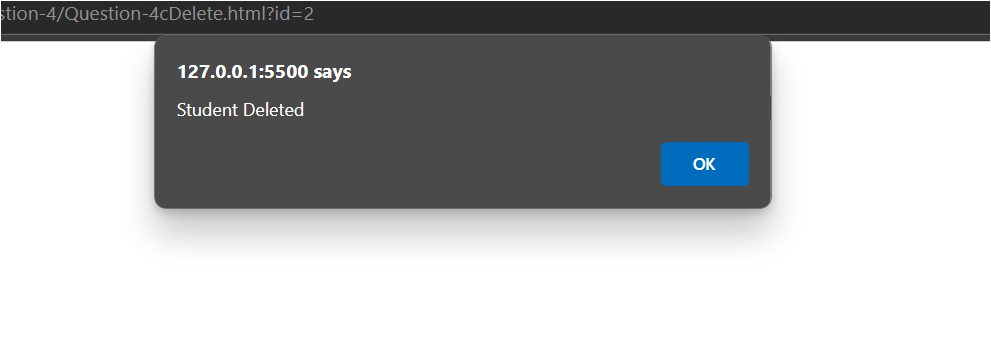 stion-4/Question-4cDelete.html?id=2
127.0.0.1:5500 says
Student Deleted
OK